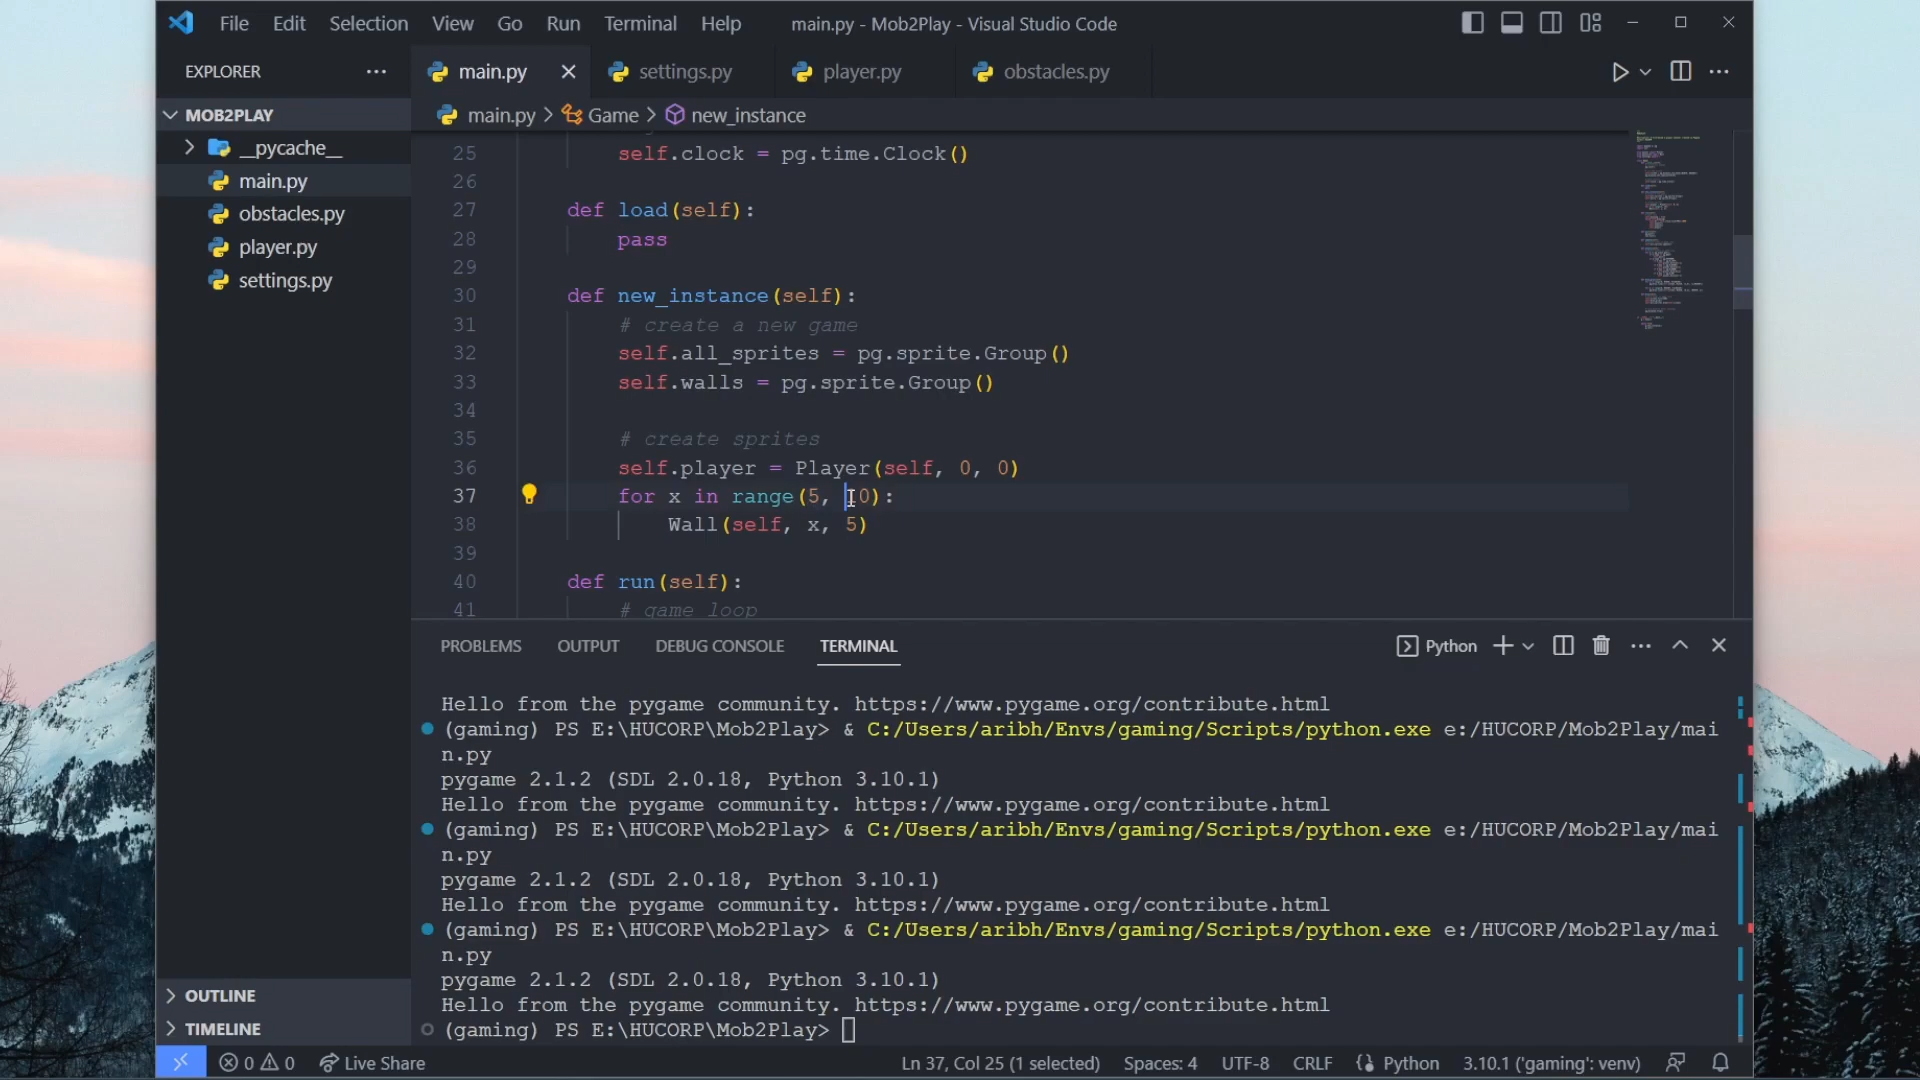 File Edit Selection View Go Run Terminal Help main.py - Mob2Play - Visual Studio Code
EXPLORER
main.py settings.py player.py obstacles.py
MOB2PLAY
main.py > Game > new_instance
__pycache__
main.py
obstacles.py
player.py
settings.py
25 self.clock = pg.time.Clock()
26
27 def load(self):
28 pass
29
30 def new_instance(self):
31 # create a new game
32 self.all_sprites = pg.sprite.Group()
33 self.walls = pg.sprite.Group()
34
35 # create sprites
36 self.player = Player(self, 0, 0)
37 for x in range(5, 10):
38 Wall(self, x, 5)
39
40 def run(self):
41 # game loop
PROBLEMS OUTPUT DEBUG CONSOLE TERMINAL Python
Hello from the pygame community. https://www.pygame.org/contribute.html
(gaming) PS E:\HUCORP\Mob2Play> & C:/Users/aribh/Envs/gaming/Scripts/python.exe e:/HUCORP/Mob2Play/mai
n.py
pygame 2.1.2 (SDL 2.0.18, Python 3.10.1)
Hello from the pygame community. https://www.pygame.org/contribute.html
(gaming) PS E:\HUCORP\Mob2Play> & C:/Users/aribh/Envs/gaming/Scripts/python.exe e:/HUCORP/Mob2Play/mai
n.py
pygame 2.1.2 (SDL 2.0.18, Python 3.10.1)
Hello from the pygame community. https://www.pygame.org/contribute.html
(gaming) PS E:\HUCORP\Mob2Play> & C:/Users/aribh/Envs/gaming/Scripts/python.exe e:/HUCORP/Mob2Play/mai
n.py
pygame 2.1.2 (SDL 2.0.18, Python 3.10.1)
Hello from the pygame community. https://www.pygame.org/contribute.html
(gaming) PS E:\HUCORP\Mob2Play>
OUTLINE
TIMELINE
0 0 Live Share Ln 37, Col 25 (1 selected) Spaces: 4 UTF-8 CRLF Python 3.10.1 ('gaming': venv)